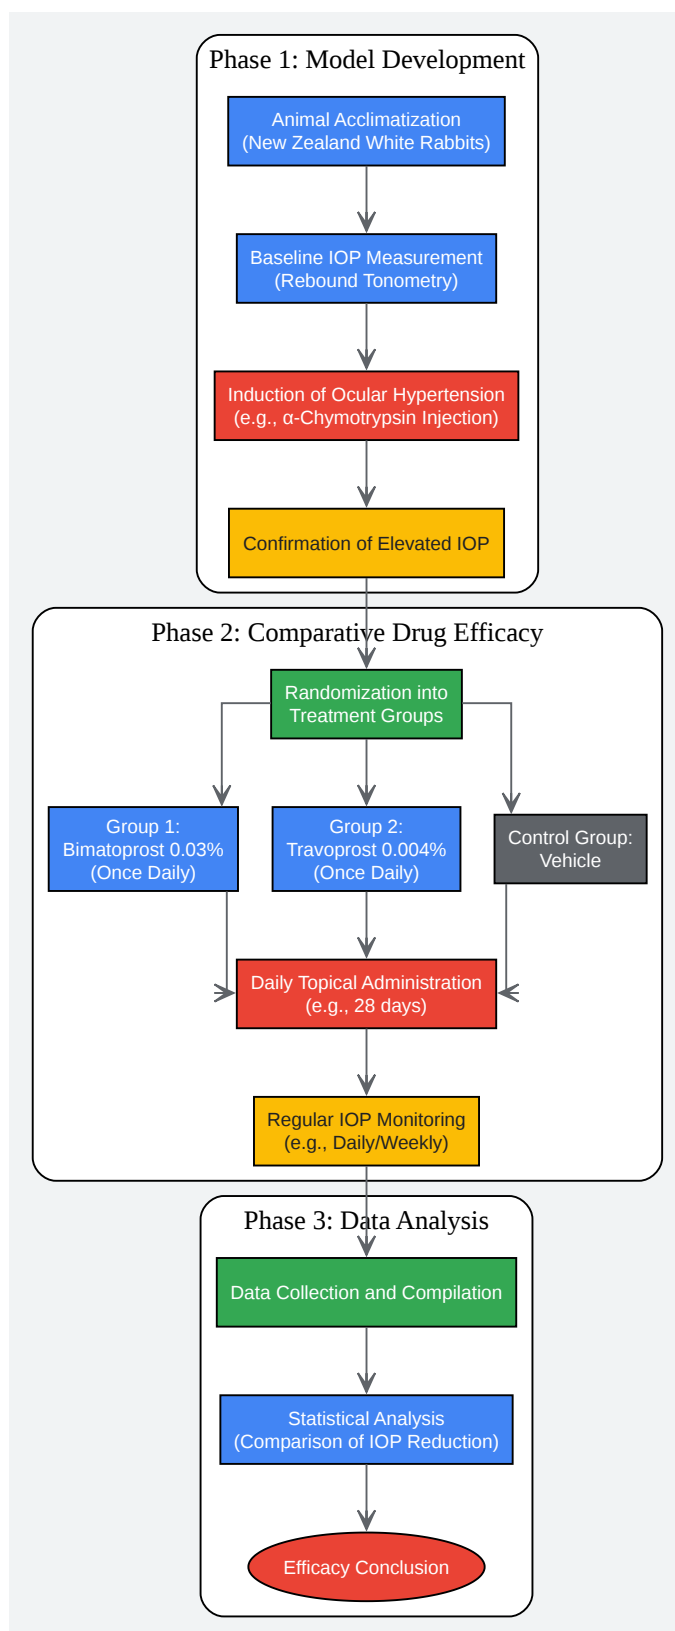 Phase 1: Model Development
Animal Acclimatization
(New Zealand White Rabbits)
Baseline IOP Measurement
(Rebound Tonometry)
Induction of Ocular Hypertension
(e.g., α-Chymotrypsin Injection)
Confirmation of Elevated IOP
Phase 2: Comparative Drug Efficacy
Randomization into
Treatment Groups
Group 1:
Bimatoprost 0.03%
(Once Daily)
Group 2:
Travoprost 0.004%
(Once Daily)
Control Group:
Vehicle
Daily Topical Administration
(e.g., 28 days)
Regular IOP Monitoring
(e.g., Daily/Weekly)
Phase 3: Data Analysis
Data Collection and Compilation
Statistical Analysis
(Comparison of IOP Reduction)
Efficacy Conclusion